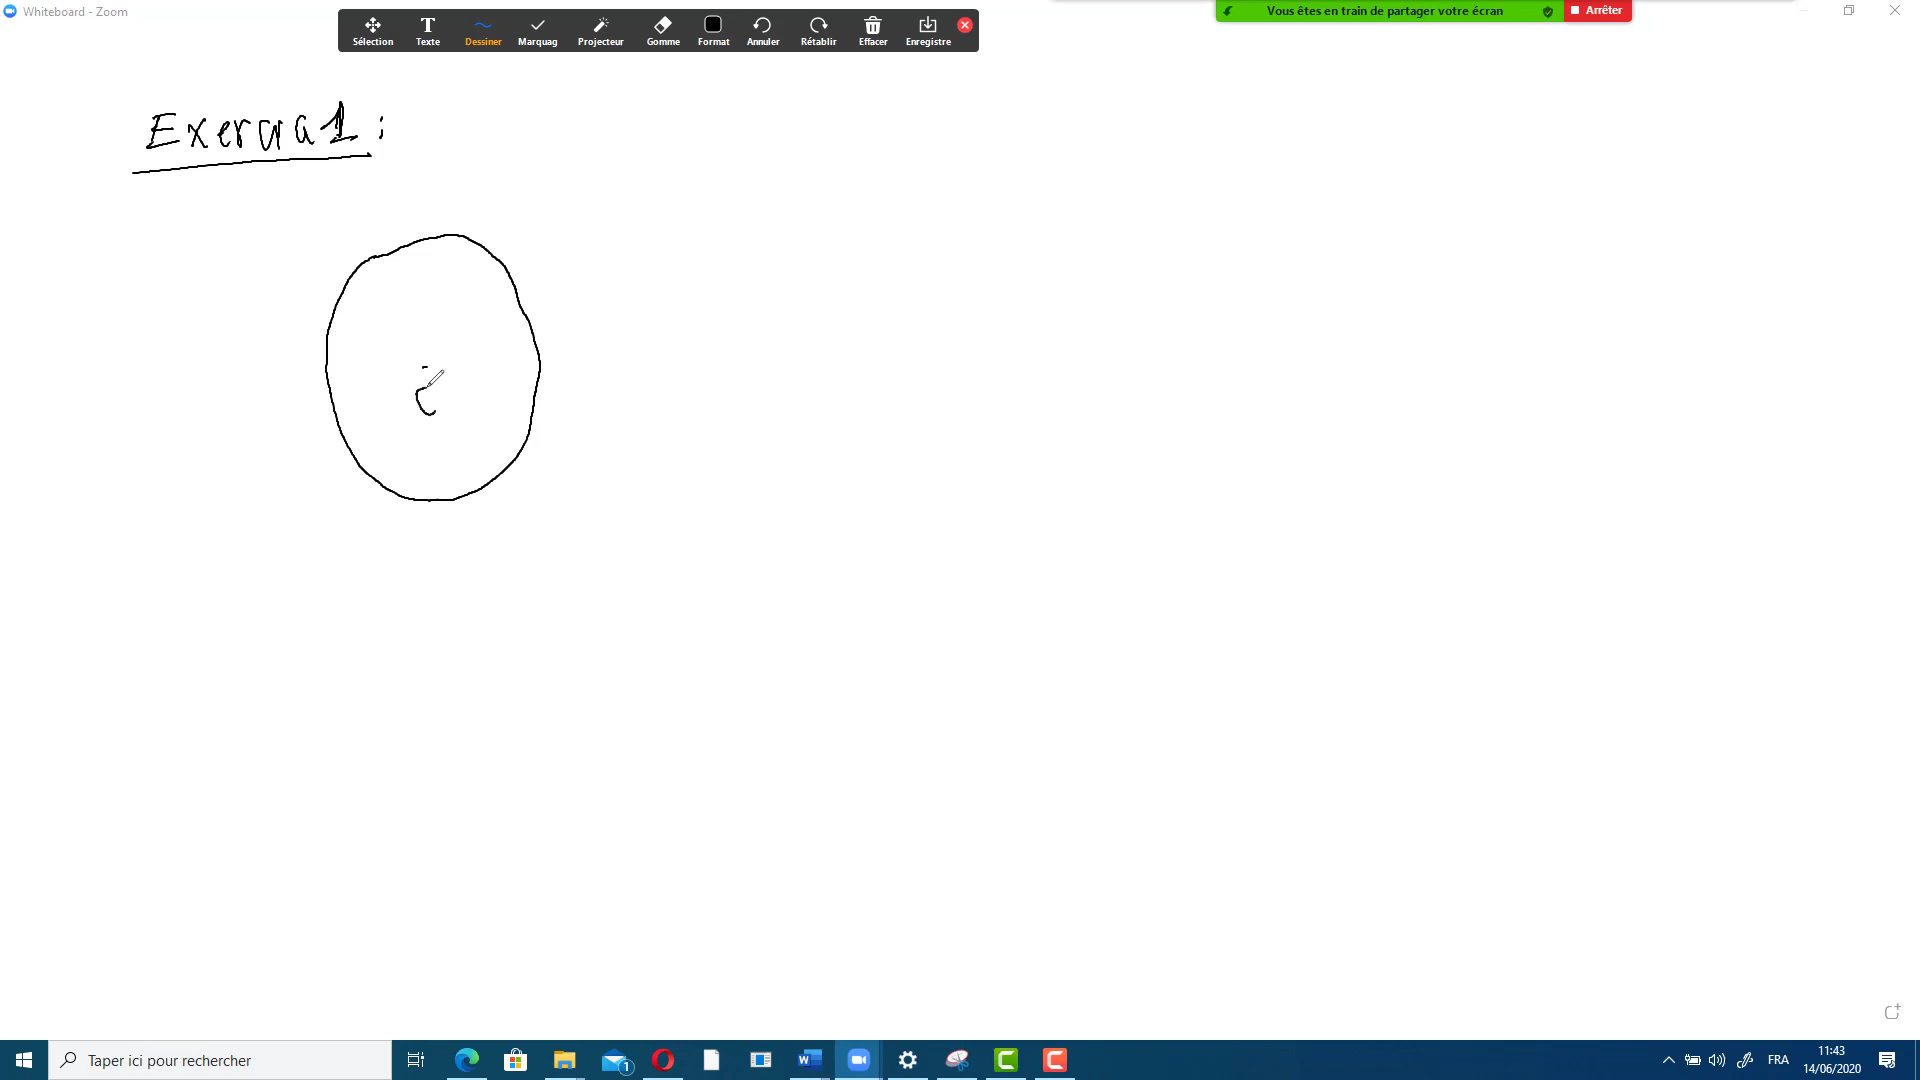 Whiteboard - Zoom
Sélection Texte Dessiner Marquag Projecteur Gomme Format Annuler Rétablir Effacer Enregistre
Vous êtes en train de partager votre écran Arrêter
1 :
Taper ici pour rechercher
1
FRA
11:43
14/06/2020